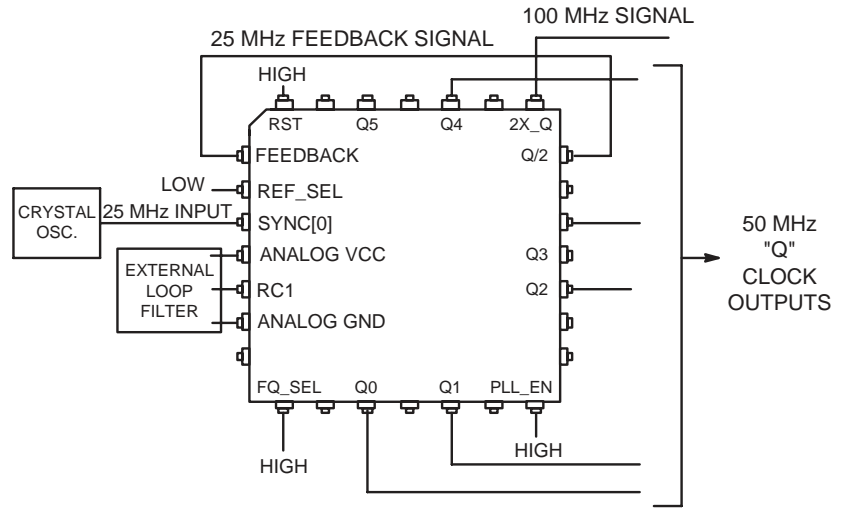 100 MHz SIGNAL
25 MHz FEEDBACK SIGNAL
HIGH
RST
Q5
Q4
2X_Q
FEEDBACK
Q/2
LOW
REF_SEL
CRYSTAL
OSC.
25 MHz INPUT
SYNC[0]
ANALOG VCC
Q3
EXTERNAL
LOOP
FILTER
RC1
Q2
ANALOG GND
50 MHz
"Q"
CLOCK
OUTPUTS
FQ_SEL
Q0
Q1
PLL_EN
HIGH
HIGH